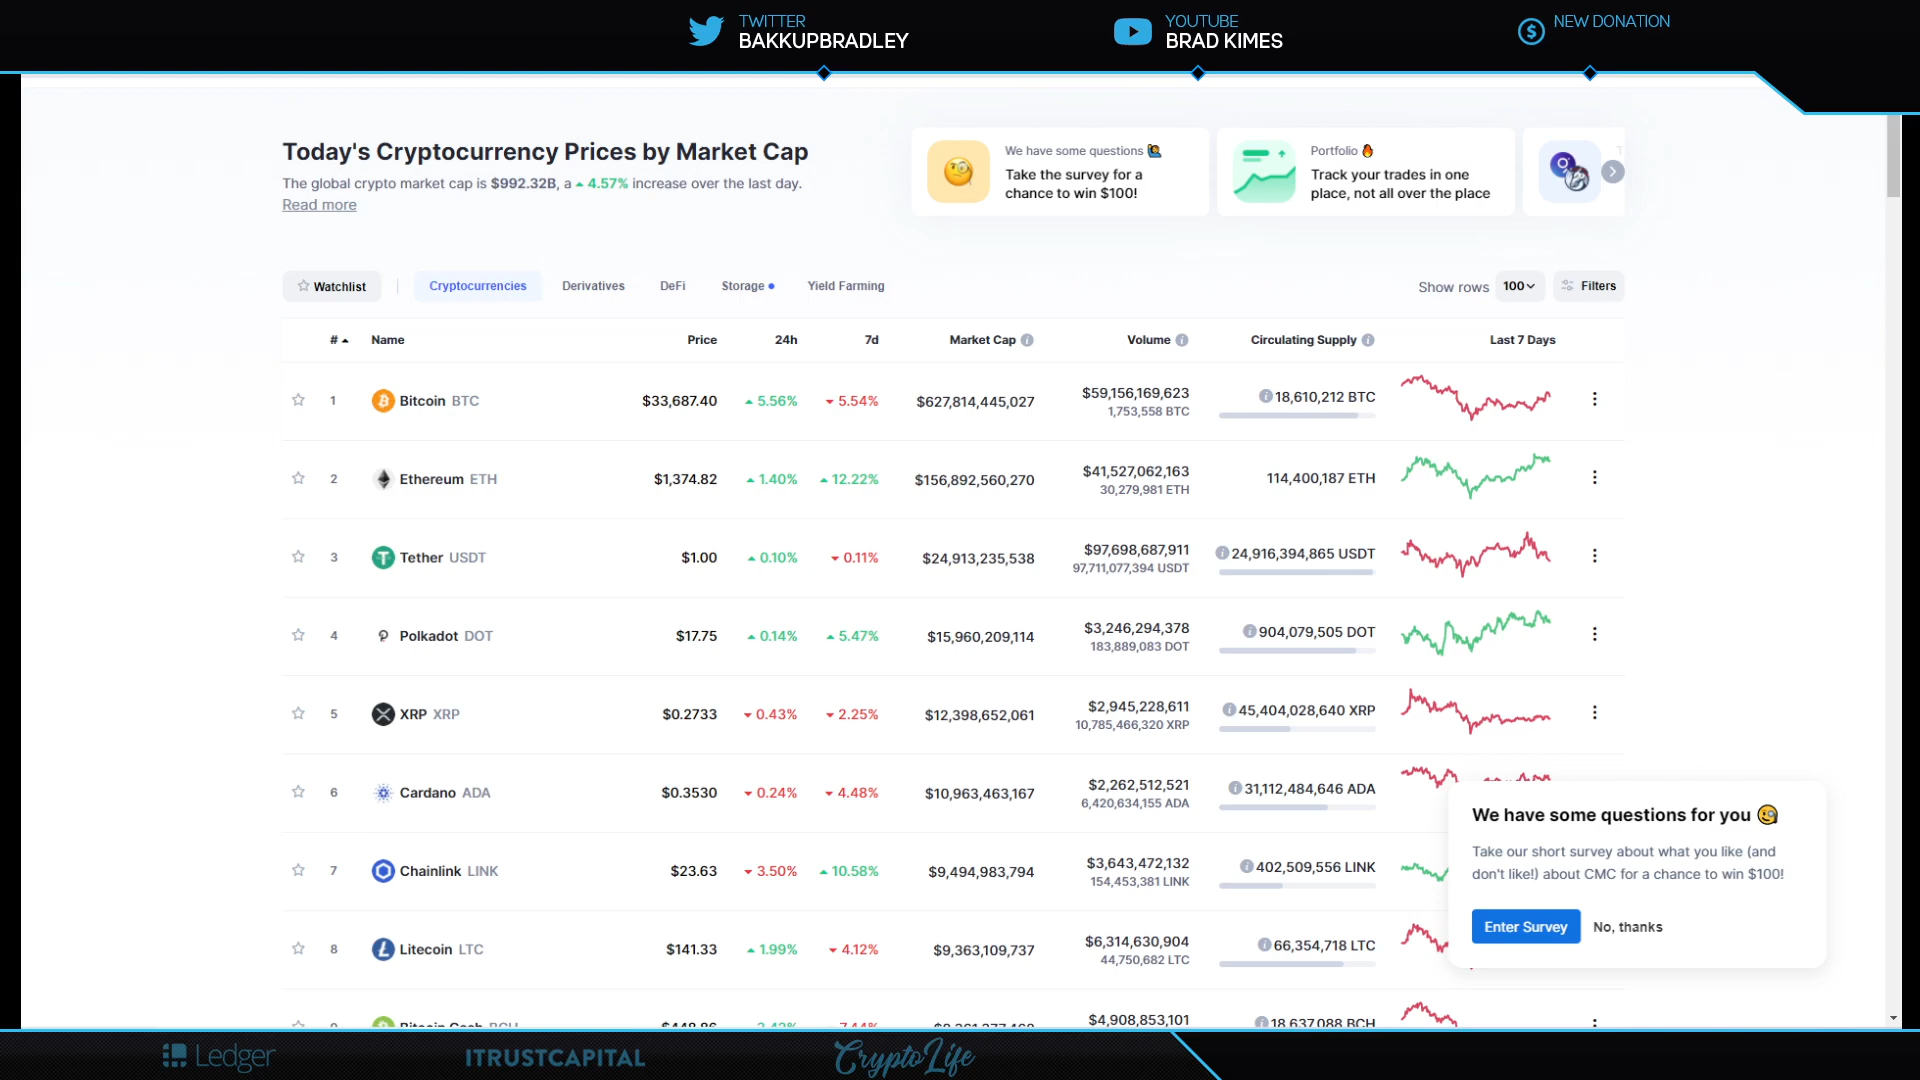 TWITTER
BAKKUPBRADLEY
YOUTUBE
BRAD KIMES
NEW DONATION
Today's Cryptocurrency Prices by Market Cap
The global crypto market cap is $992.32B, a 4.57% increase over the last day.
Read more
We have some questions
Take the survey for a
chance to win $100!
Portfolio
Track your trades in one
place, not all over the place
Watchlist
Cryptocurrencies
Derivatives
DeFi
Storage
Yield Farming
Show rows
100
Filters
# Name Price 24h 7d Market Cap Volume Circulating Supply Last 7 Days
1 Bitcoin BTC $33,687.40 5.56% 5.54% $627,814,445,027 $59,156,169,623 18,610,212 BTC
1,753,558 BTC
2 Ethereum ETH $1,374.82 1.40% 12.22% $156,892,560,270 $41,527,062,163 114,400,187 ETH
30,279,981 ETH
3 Tether USDT $1.00 0.10% 0.11% $24,913,235,538 $97,698,687,911 24,916,394,865 USDT
97,711,077,394 USDT
4 Polkadot DOT $17.75 0.14% 5.47% $15,960,209,114 $3,246,294,378 904,079,505 DOT
183,889,083 DOT
5 XRP XRP $0.2733 0.43% 2.25% $12,398,652,061 $2,945,228,611 45,404,028,640 XRP
10,785,466,320 XRP
6 Cardano ADA $0.3530 0.24% 4.48% $10,963,463,167 $2,262,512,521 31,112,484,646 ADA
6,420,634,155 ADA
7 Chainlink LINK $23.63 3.50% 10.58% $9,494,983,794 $3,643,472,132 402,509,556 LINK
154,453,381 LINK
8 Litecoin LTC $141.33 1.99% 4.12% $9,363,109,737 $6,314,630,904 66,354,718 LTC
44,750,682 LTC
Bitcoin Cash BCH $4,908,853,101 18,637,088 BCH
We have some questions for you
Take our short survey about what you like (and
don't like!) about CMC for a chance to win $100!
Enter Survey
No, thanks
Ledger
ITRUSTCAPITAL
CryptoLife